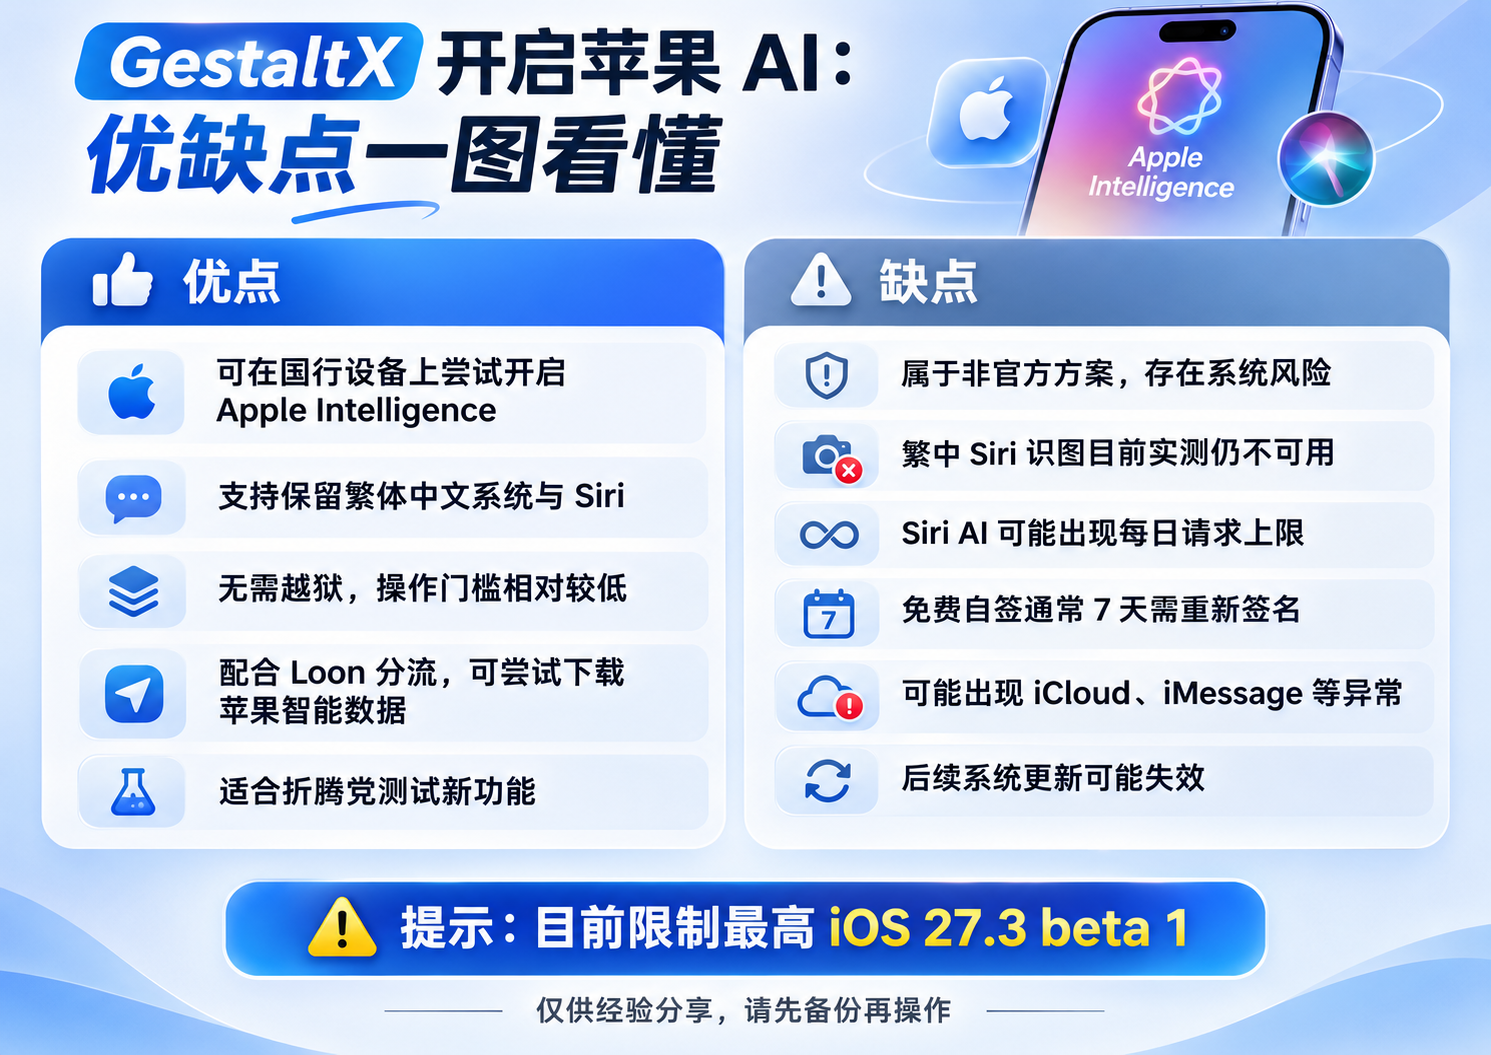 GestaltX 开启苹果 AI：
优缺点一图看懂
Apple
Intelligence
优点
可在国行设备上尝试开启
Apple Intelligence
支持保留繁体中文系统与 Siri
无需越狱，操作门槛相对较低
配合 Loon 分流，可尝试下载
苹果智能数据
适合折腾党测试新功能
缺点
属于非官方方案，存在系统风险
繁中 Siri 识图目前实测仍不可用
Siri AI 可能出现每日请求上限
7
免费自签通常 7 天需重新签名
可能出现 iCloud、iMessage 等异常
后续系统更新可能失效
提示：目前限制最高 iOS 27.3 beta 1
仅供经验分享，请先备份再操作